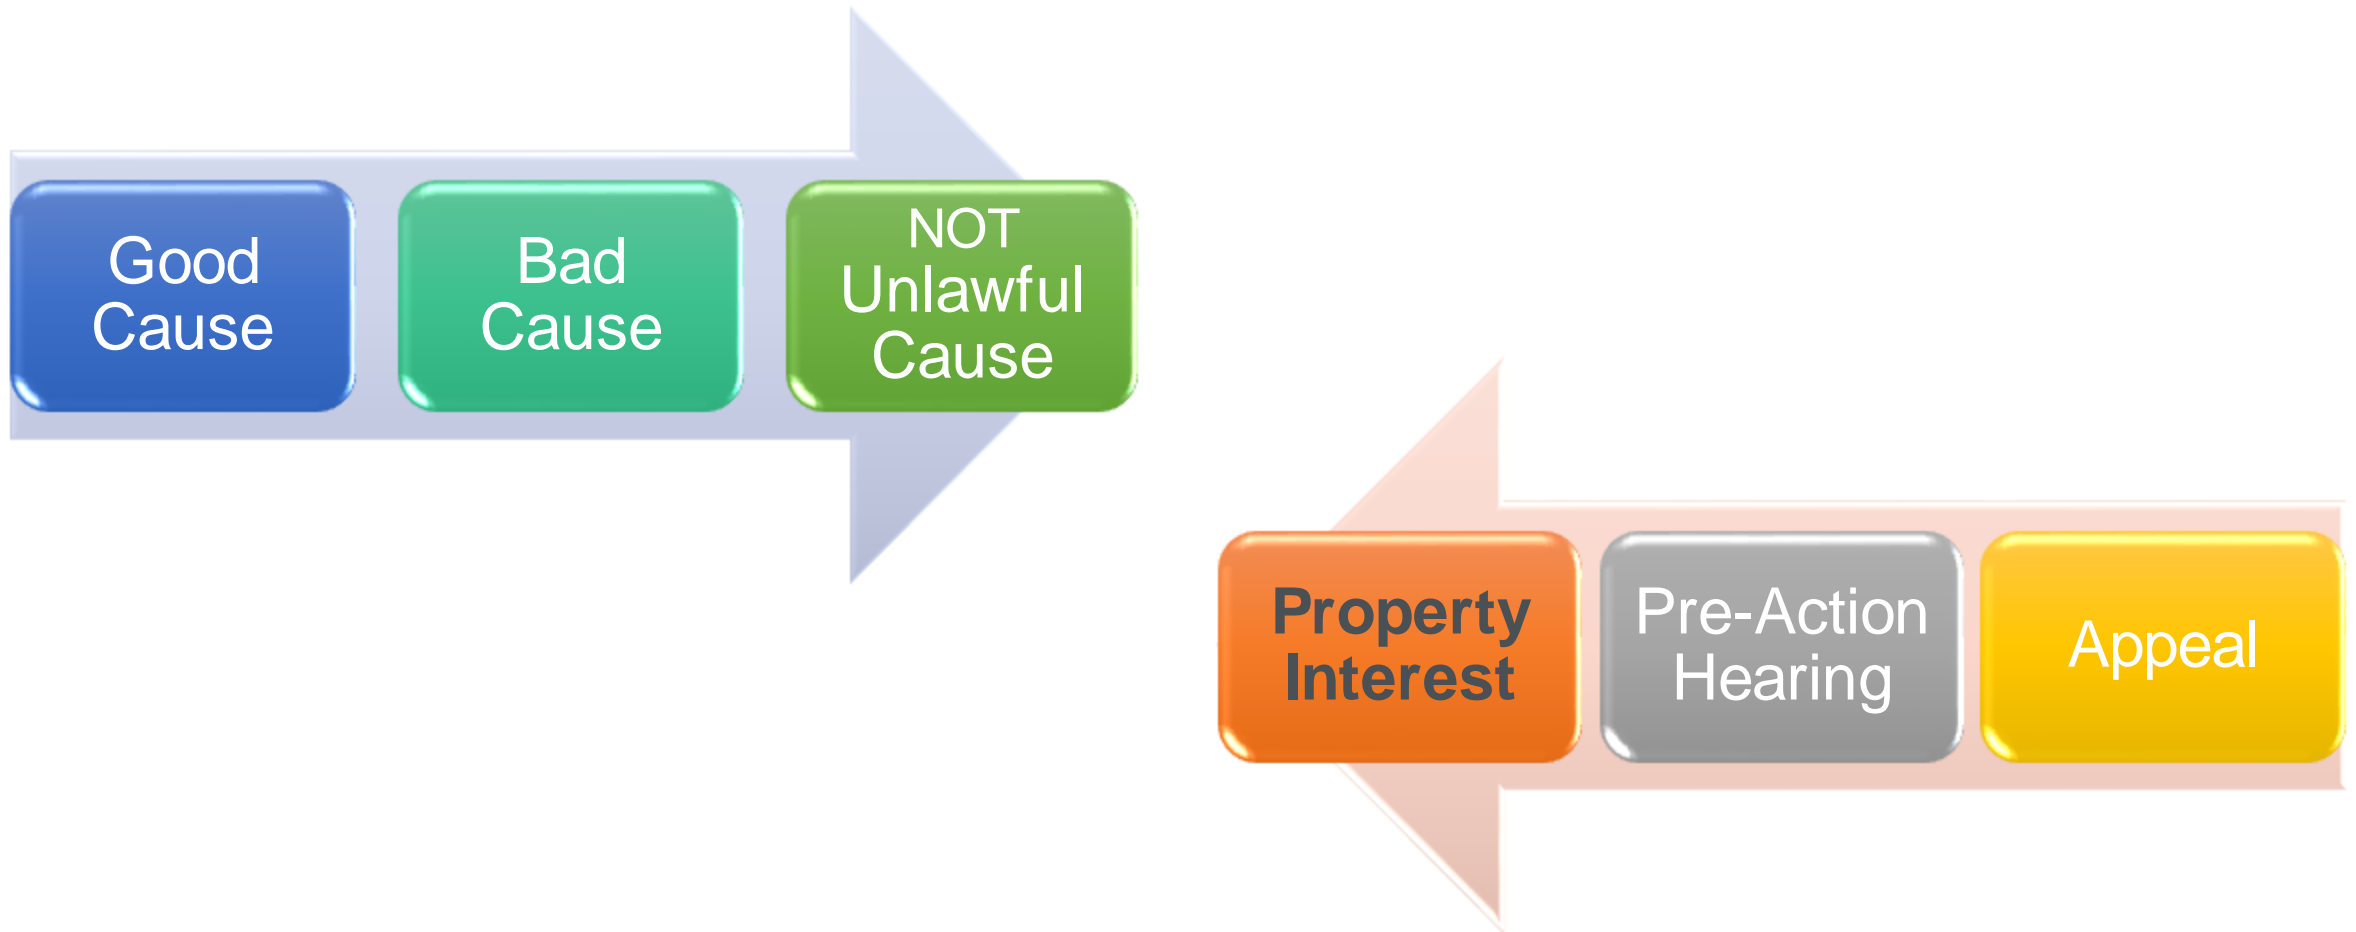 Good
Cause
Bad
Cause
NOT
Unlawful
Cause
Property
Interest
Pre-Action
Hearing
Appeal